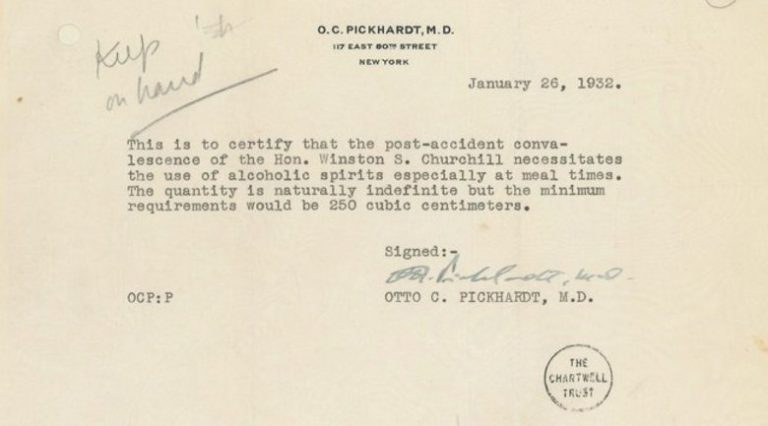 O. C. PICKHARDT, M.D.
117 EAST 80TH STREET
NEW YORK
Keep
on hand
January 26, 1932.
This is to certify that the post-accident conva-
lescence of the Hon. Winston S. Churchill necessitates
the use of alcoholic spirits especially at meal times.
The quantity is naturally indefinite but the minimum
requirements would be 250 cubic centimeters.
Signed:-
OCP:P
OTTO C. PICKHARDT, M.D.
THE
CHARTWELL
TRUST